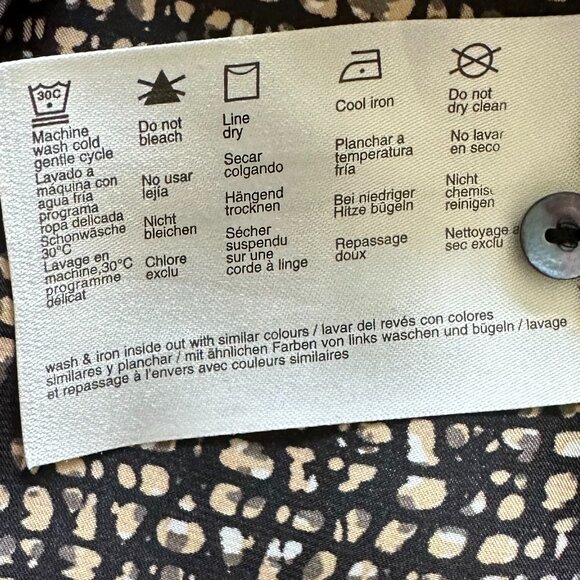 30C
Machine
wash cold
gentle cycle
Lavado a
máquina con
agua fría
programa
ropa delicada
Schonwäsche
30°C
Lavage en
machine,30°C
programme
délicat
Do not
bleach
No usar
lejía
Nicht
bleichen
Chlore
exclu
Line
dry
Secar
colgando
Hängend
trocknen
Sécher
suspendu
sur une
corde à linge
Cool iron
Planchar a
temperatura
fría
Bei niedriger
Hitze bügeln
Repassage
doux
Do not
dry clean
No lavar
en seco
Nicht
chemisc
reinigen
Nettoyage a
sec exclu
wash & iron inside out with similar colours / lavar del revés con colores
similares y planchar / mit ähnlichen Farben von links waschen und bügeln / lavage
et repassage à l'envers avec couleurs similaires